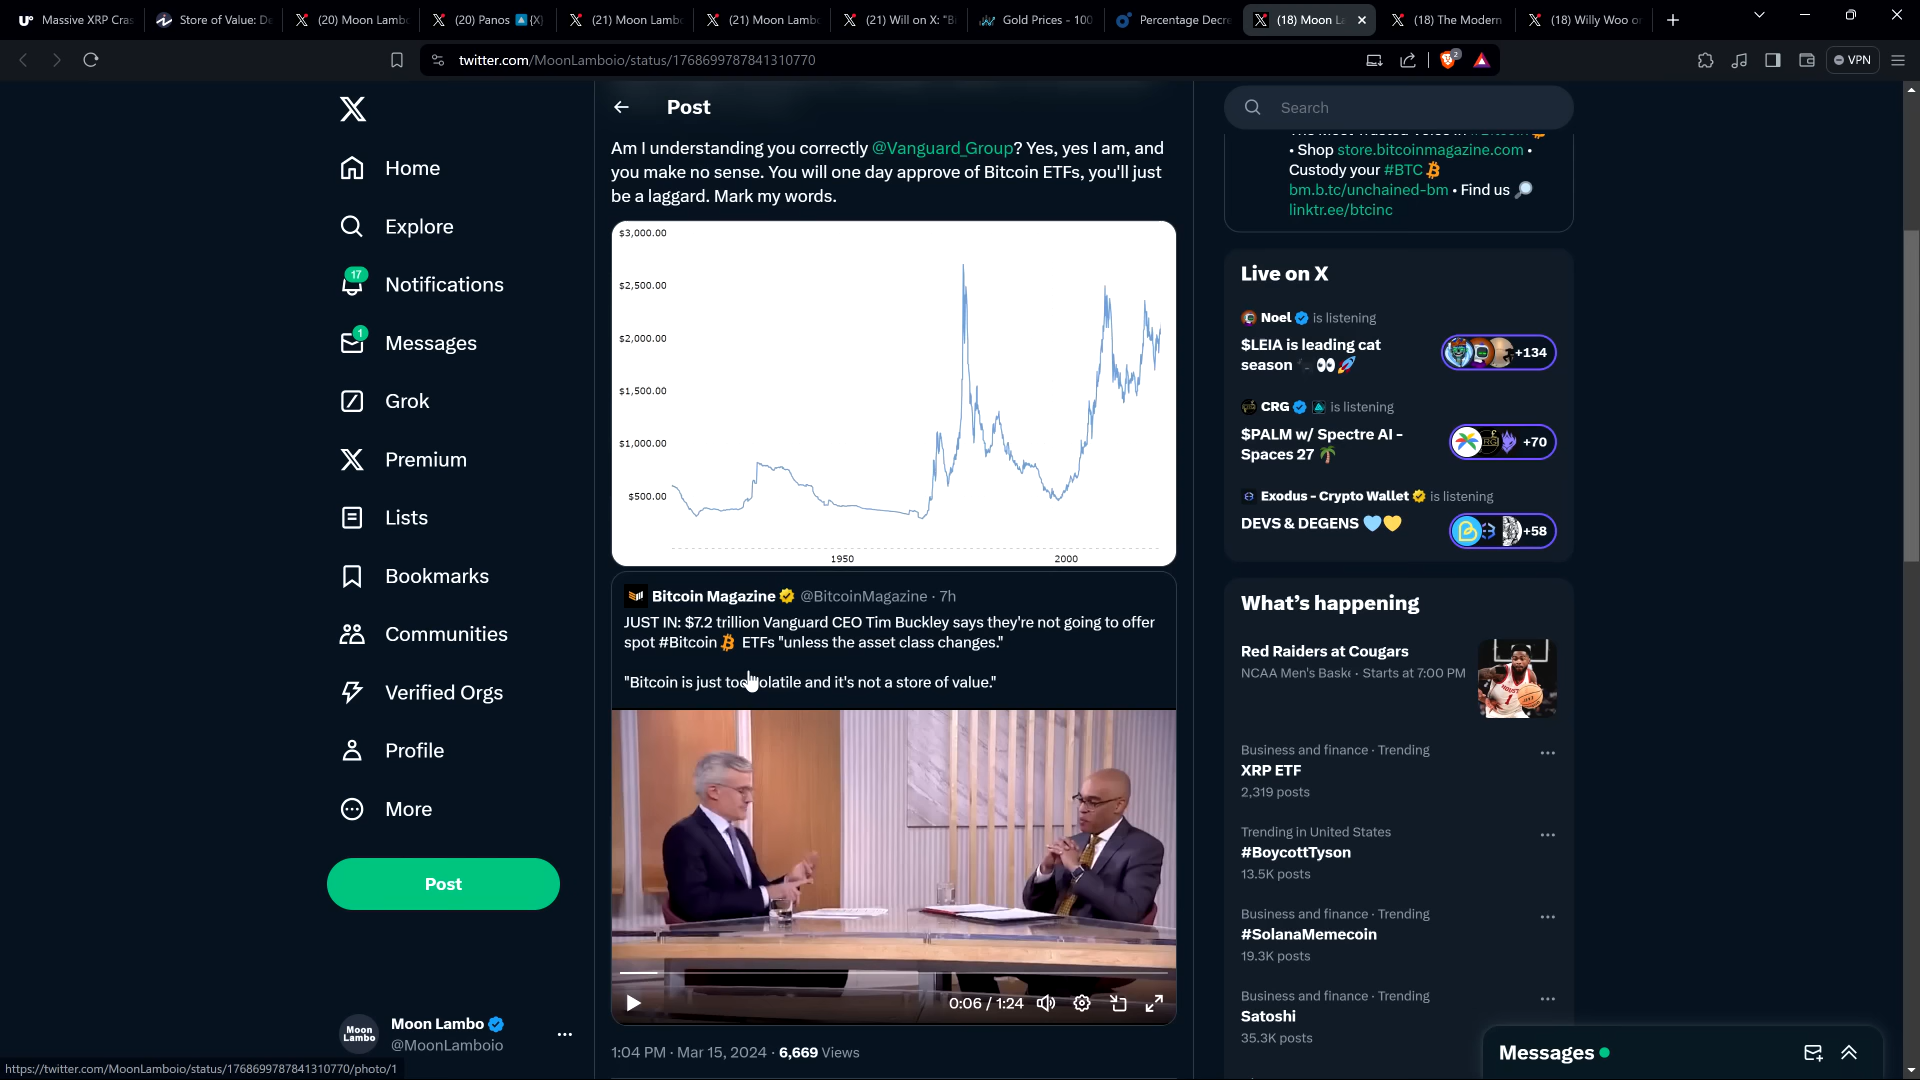 Massive XRP Cras
Store of Value: De
(20) Moon Lambo
(20) Panos (X)
(21) Moon Lambo
(21) Moon Lambo
(21) Will on X: "B
Gold Prices - 100
Percentage Decre
(18) Moon L
(18) The Modern
(18) Willy Woo o
twitter.com/MoonLamboio/status/1768699787841310770
2
VPN
Post
Search
• Shop store.bitcoinmagazine.com •
Custody your #BTC
bm.b.tc/unchained-bm • Find us
linktr.ee/btcinc
Home
Explore
17
Notifications
1
Messages
Grok
Premium
Lists
Bookmarks
Communities
Verified Orgs
Profile
More
Post
Moon Lambo
Moon Lambo
@MoonLamboio
Am I understanding you correctly @Vanguard_Group? Yes, yes I am, and
you make no sense. You will one day approve of Bitcoin ETFs, you'll just
be a laggard. Mark my words.
$3,000.00
$2,500.00
$2,000.00
$1,500.00
$1,000.00
$500.00
1950
2000
Bitcoin Magazine @BitcoinMagazine · 7h
JUST IN: $7.2 trillion Vanguard CEO Tim Buckley says they're not going to offer
spot #Bitcoin ETFs "unless the asset class changes."
"Bitcoin is just too volatile and it's not a store of value."
0:06 / 1:24
1:04 PM · Mar 15, 2024 · 6,669 Views
Live on X
Noel is listening
$LEIA is leading cat
season
+134
CRG is listening
$PALM w/ Spectre AI -
Spaces 27
+70
Exodus - Crypto Wallet is listening
DEVS & DEGENS
+58
What's happening
Red Raiders at Cougars
NCAA Men's Baske · Starts at 7:00 PM
Business and finance · Trending
XRP ETF
2,319 posts
Trending in United States
#BoycottTyson
13.5K posts
Business and finance · Trending
#SolanaMemecoin
19.3K posts
Business and finance · Trending
Satoshi
35.3K posts
Messages
https://twitter.com/MoonLamboio/status/1768699787841310770/photo/1